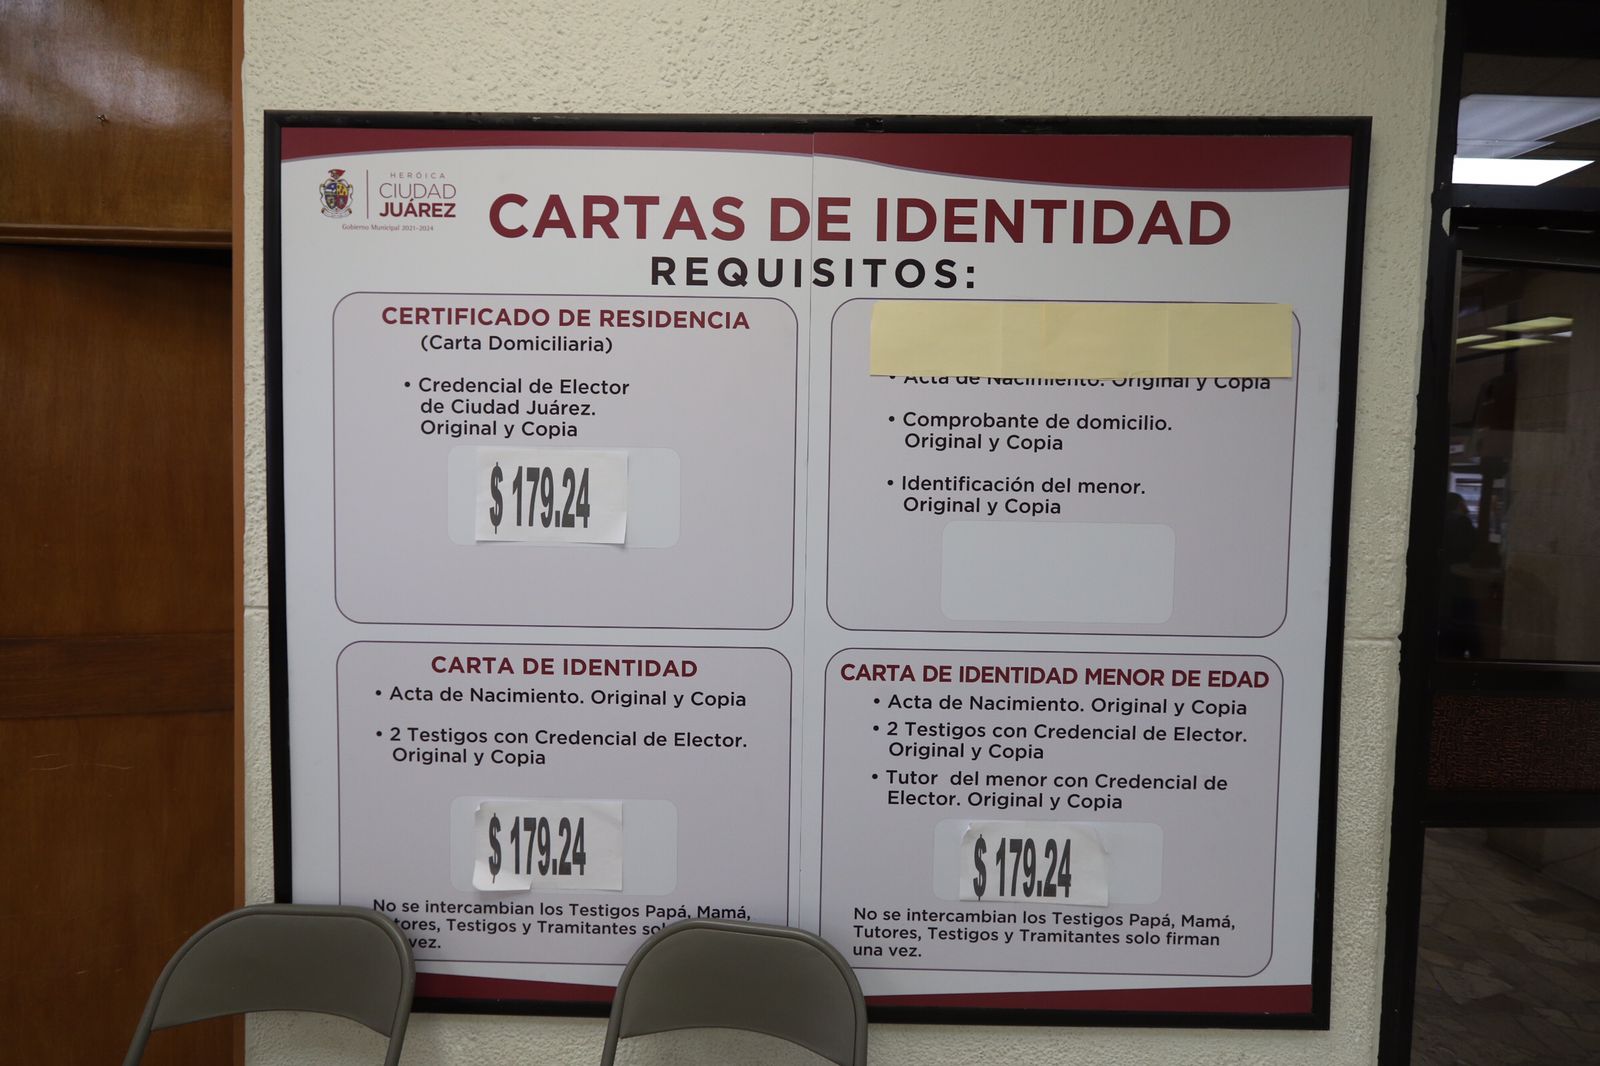 HERÓICA
CIUDAD
JUÁREZ
Gobierno Municipal 2021-2024
CARTAS DE IDENTIDAD
REQUISITOS:
CERTIFICADO DE RESIDENCIA
(Carta Domiciliaria)
• Credencial de Elector
de Ciudad Juárez.
Original y Copia
$ 179.24
• Acta de Nacimiento. Original y Copia
• Comprobante de domicilio.
Original y Copia
• Identificación del menor.
Original y Copia
CARTA DE IDENTIDAD
• Acta de Nacimiento. Original y Copia
• 2 Testigos con Credencial de Elector.
Original y Copia
$ 179.24
No se intercambian los Testigos Papá, Mamá,
Testigos y Tramitantes
vez.
CARTA DE IDENTIDAD MENOR DE EDAD
• Acta de Nacimiento. Original y Copia
• 2 Testigos con Credencial de Elector.
Original y Copia
• Tutor del menor con Credencial de
Elector. Original y Copia
$ 179.24
No se intercambian los Testigos Papá, Mamá,
Tutores, Testigos y Tramitantes solo firman
una vez.